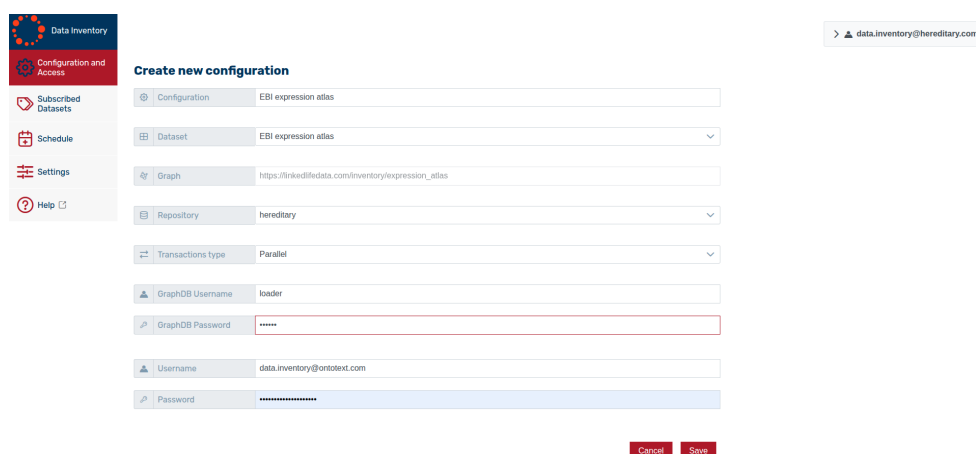 Data Inventory
data.inventory@hereditary.com
Configuration and
Access
Subscribed
Datasets
Schedule
Settings
Help
Create new configuration
Configuration EBI expression atlas
Dataset EBI expression atlas
Graph https://linkedlifedata.com/inventory/expression_atlas
Repository hereditary
Transactions type Parallel
GraphDB Username loader
GraphDB Password ••••••
Username data.inventory@ontotext.com
Password ••••••••••••••••••••
Cancel Save